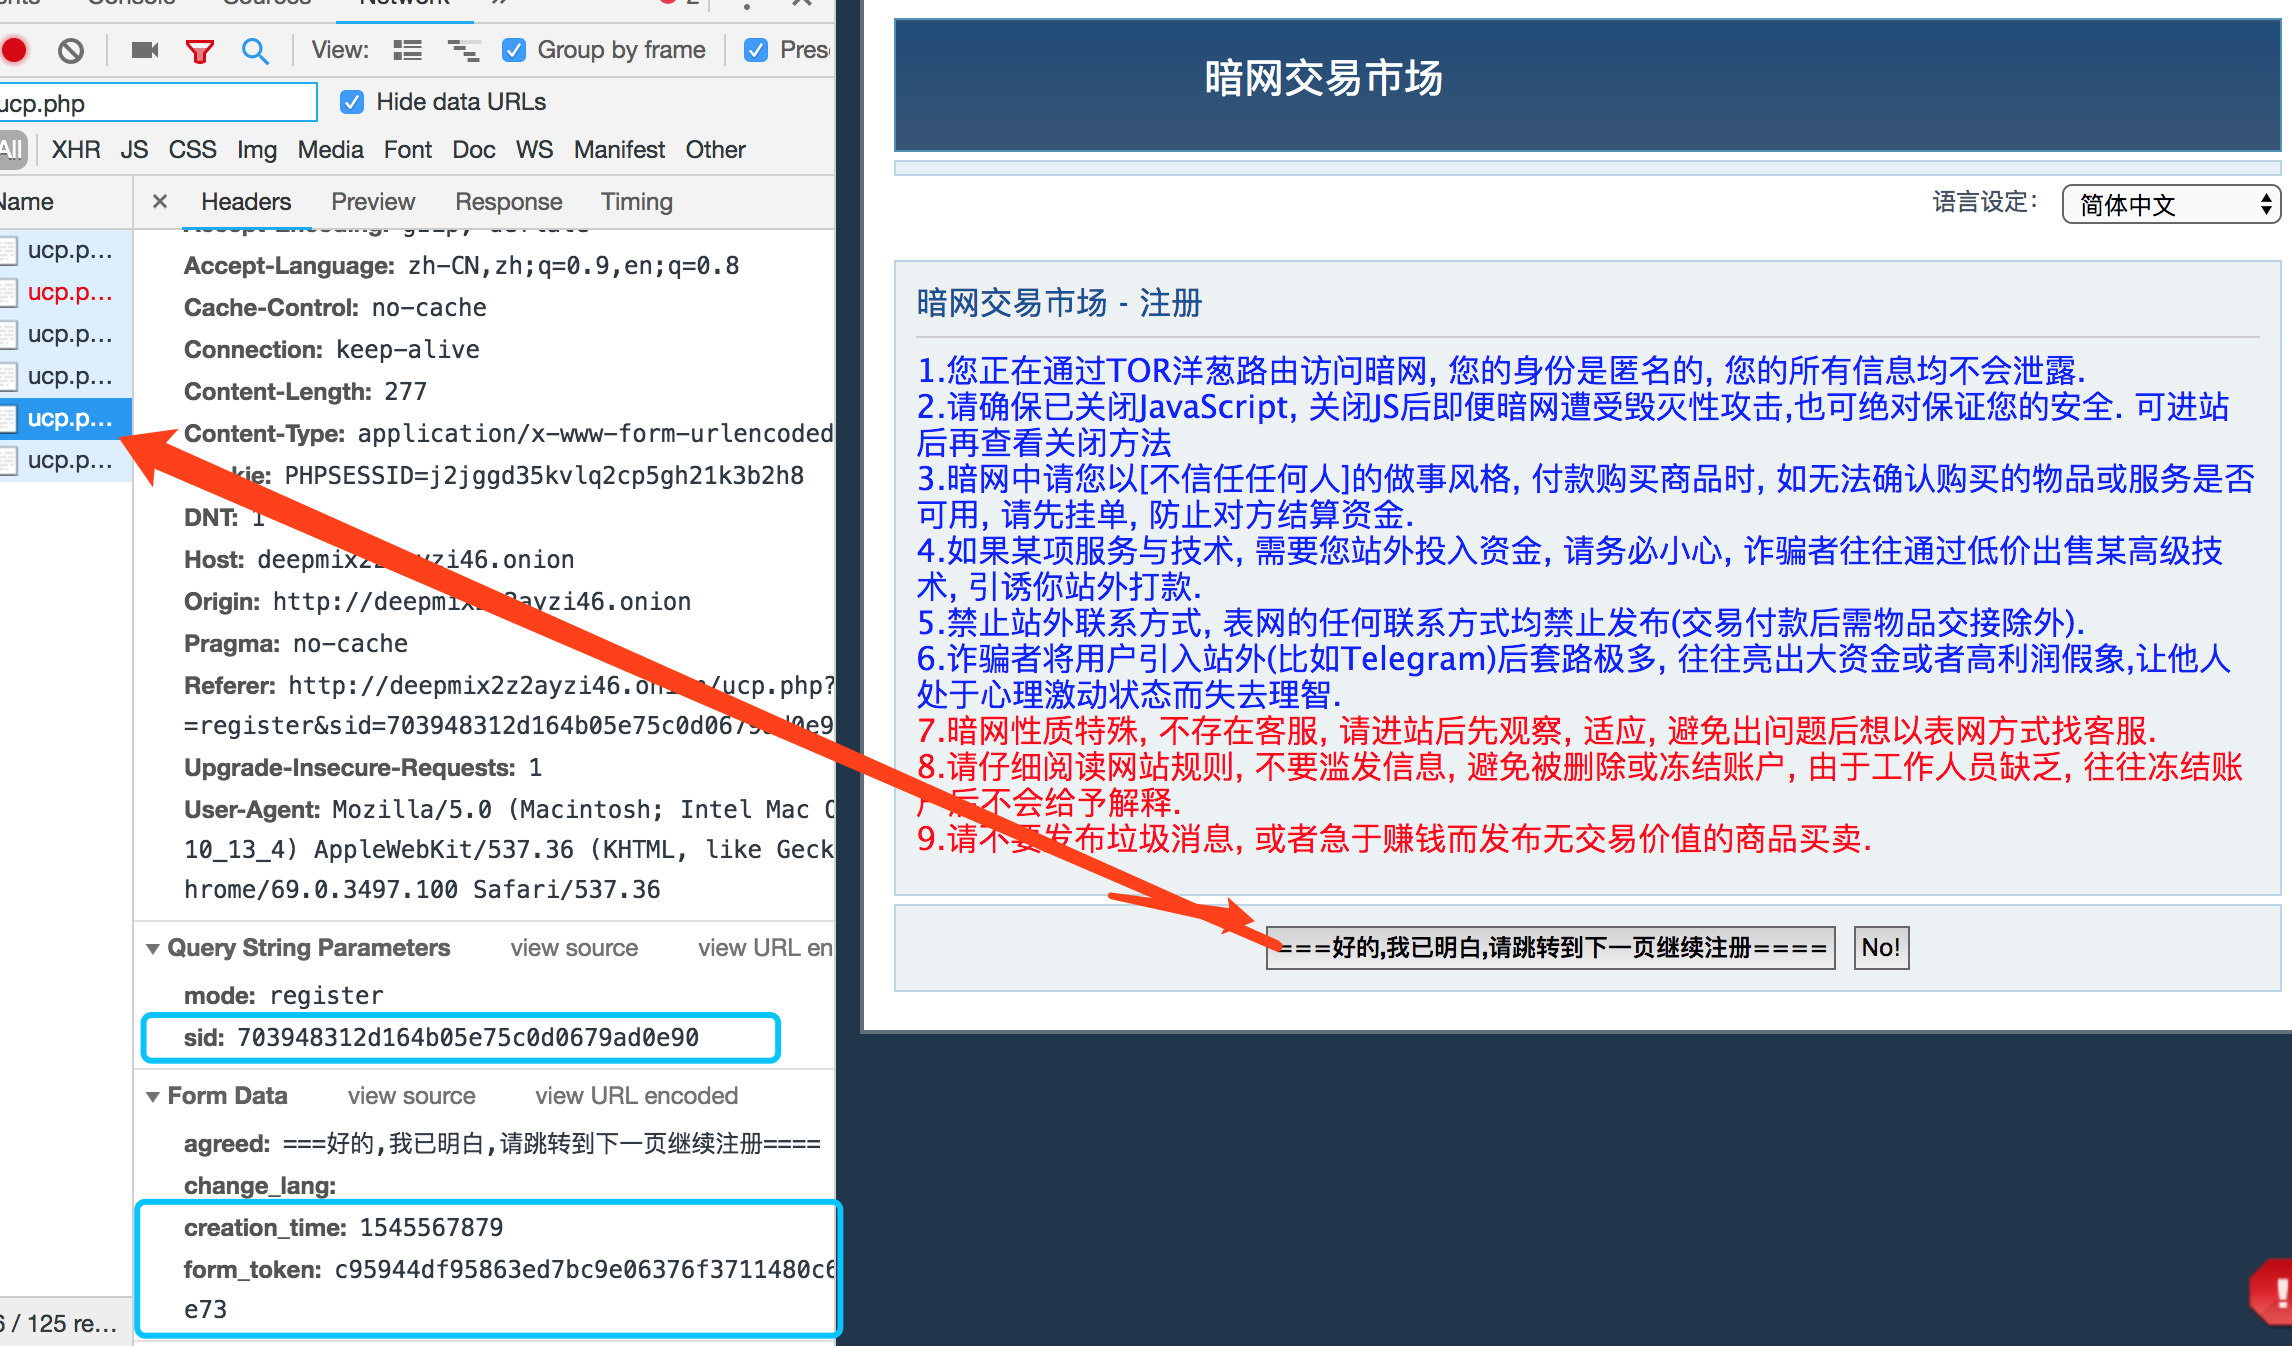 Console Sources Network » 2
View: Group by frame Pres
ucp.php Hide data URLs
All XHR JS CSS Img Media Font Doc WS Manifest Other
Name × Headers Preview Response Timing
ucp.p...
ucp.p...
ucp.p...
ucp.p...
ucp.p...
ucp.p...
Accept-Encoding: gzip, deflate
Accept-Language: zh-CN,zh;q=0.9,en;q=0.8
Cache-Control: no-cache
Connection: keep-alive
Content-Length: 277
Content-Type: application/x-www-form-urlencoded
kie: PHPSESSID=j2jggd35kvlq2cp5gh21k3b2h8
DNT: 1
Host: deepmix2z2ayzi46.onion
Origin: http://deepmix2z2ayzi46.onion
Pragma: no-cache
Referer: http://deepmix2z2ayzi46.onion/ucp.php?
=register&sid=703948312d164b05e75c0d0679ad0e9
Upgrade-Insecure-Requests: 1
User-Agent: Mozilla/5.0 (Macintosh; Intel Mac O
10_13_4) AppleWebKit/537.36 (KHTML, like Geck
hrome/69.0.3497.100 Safari/537.36
Query String Parameters view source view URL en
mode: register
sid: 703948312d164b05e75c0d0679ad0e90
Form Data view source view URL encoded
agreed: ===好的,我已明白,请跳转到下一页继续注册====
change_lang:
creation_time: 1545567879
form_token: c95944df95863ed7bc9e06376f3711480c6
e73
6 / 125 re...
暗网交易市场
语言设定: 简体中文
暗网交易市场 - 注册
1.您正在通过TOR洋葱路由访问暗网, 您的身份是匿名的, 您的所有信息均不会泄露.
2.请确保已关闭JavaScript, 关闭JS后即便暗网遭受毁灭性攻击,也可绝对保证您的安全. 可进站
后再查看关闭方法
3.暗网中请您以[不信任任何人]的做事风格, 付款购买商品时, 如无法确认购买的物品或服务是否
可用, 请先挂单, 防止对方结算资金.
4.如果某项服务与技术, 需要您站外投入资金, 请务必小心, 诈骗者往往通过低价出售某高级技
术, 引诱你站外打款.
5.禁止站外联系方式, 表网的任何联系方式均禁止发布(交易付款后需物品交接除外).
6.诈骗者将用户引入站外(比如Telegram)后套路极多, 往往亮出大资金或者高利润假象,让他人
处于心理激动状态而失去理智.
7.暗网性质特殊, 不存在客服, 请进站后先观察, 适应, 避免出问题后想以表网方式找客服.
8.请仔细阅读网站规则, 不要滥发信息, 避免被删除或冻结账户, 由于工作人员缺乏, 往往冻结账
户后不会给予解释.
9.请不要发布垃圾消息, 或者急于赚钱而发布无交易价值的商品买卖.
===好的,我已明白,请跳转到下一页继续注册==== No!